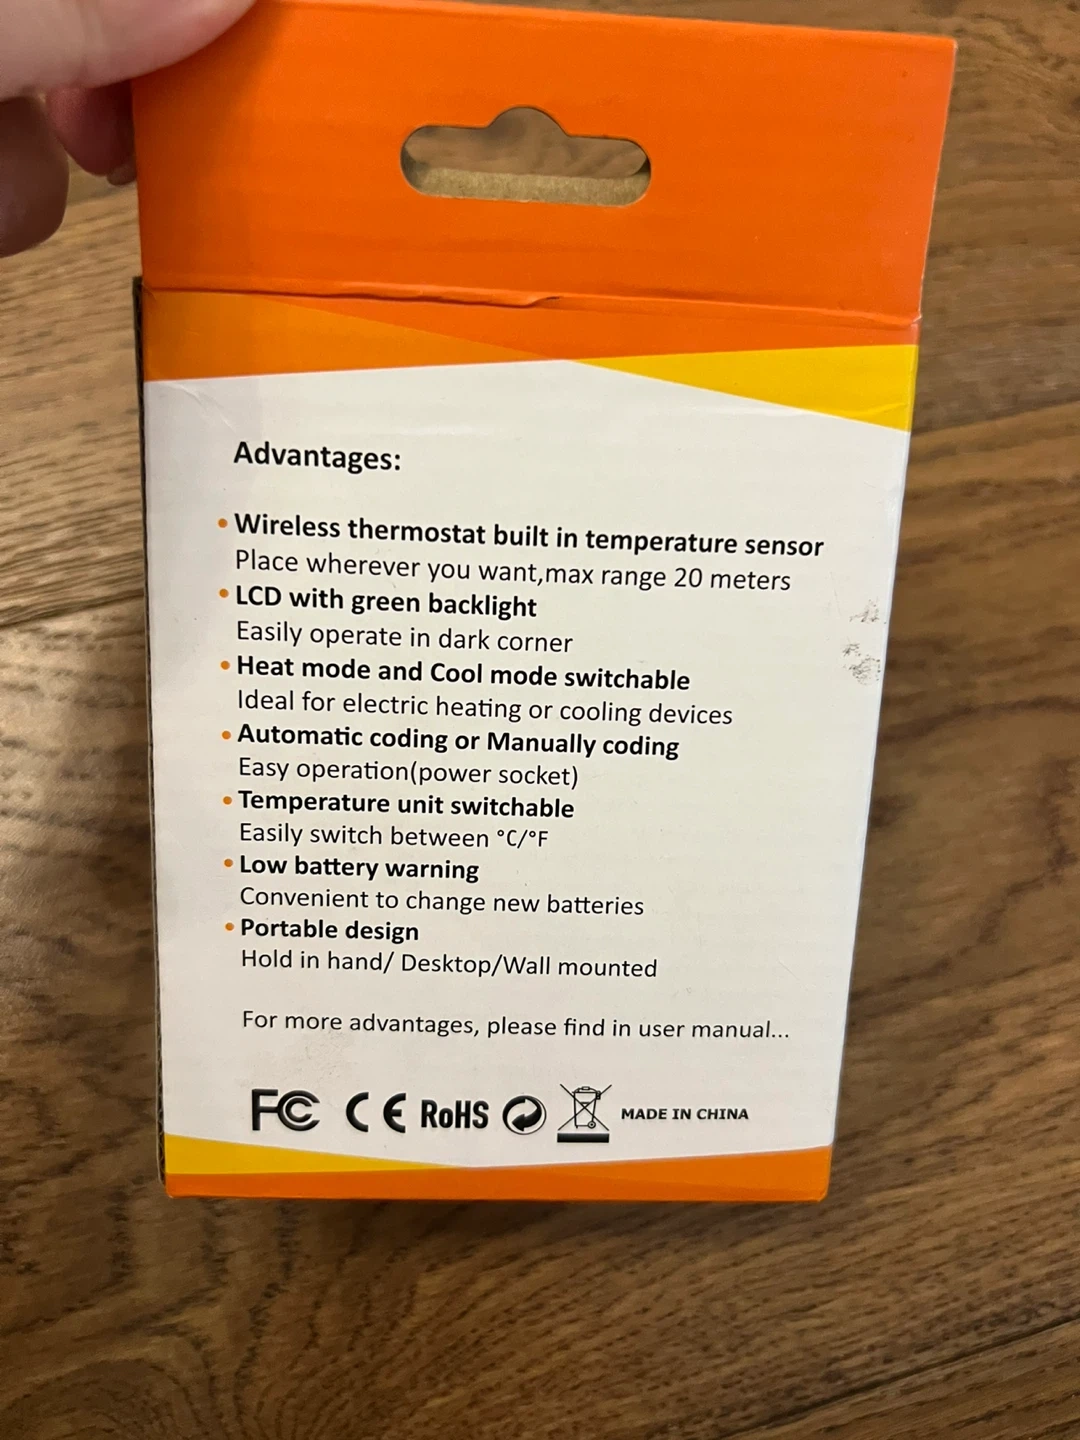 Advantages:
• Wireless thermostat built in temperature sensor
Place wherever you want,max range 20 meters
• LCD with green backlight
Easily operate in dark corner
• Heat mode and Cool mode switchable
Ideal for electric heating or cooling devices
• Automatic coding or Manually coding
Easy operation(power socket)
• Temperature unit switchable
Easily switch between °C/°F
• Low battery warning
Convenient to change new batteries
• Portable design
Hold in hand/ Desktop/Wall mounted
For more advantages, please find in user manual...
FC CE RoHS MADE IN CHINA